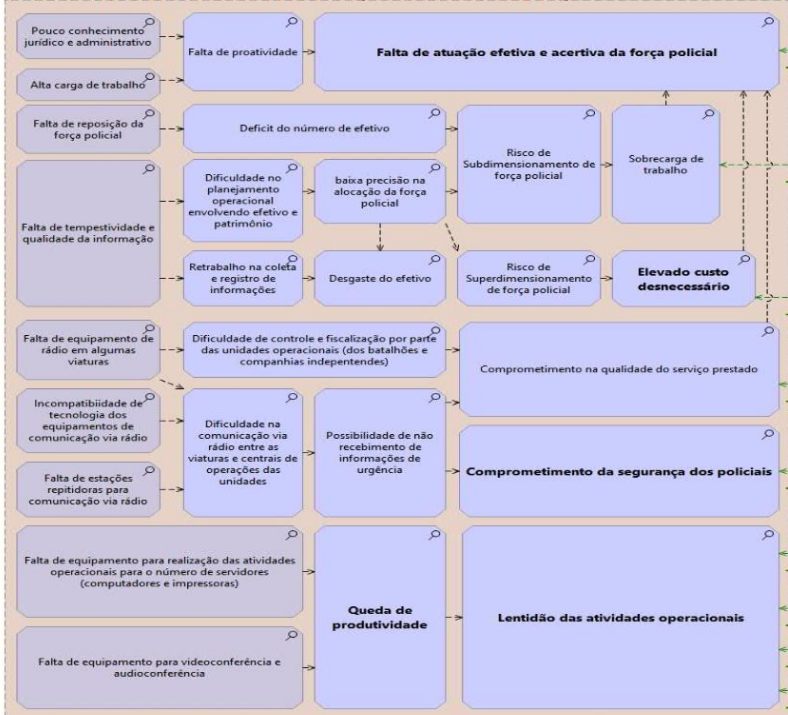 Pouco conhecimento
jurídico e administrativo
Alta carga de trabalho
Falta de proatividade
Falta de atuação efetiva e acertiva da força policial
Falta de reposição da
força policial
Deficit do número de efetivo
Risco de
Subdimensionamento de
força policial
Sobrecarga de
trabalho
Falta de tempestividade e
qualidade da informação
Dificuldade no
planejamento
operacional
envolvendo efetivo e
patrimônio
baixa precisão na
alocação da força
policial
Retrabalho na coleta
e registro de
informações
Desgaste do efetivo
Risco de
Superdimensionamento
de força policial
Elevado custo
desnecessário
Falta de equipamento de
rádio em algumas
viaturas
Dificuldade de controle e fiscalização por parte
das unidades operacionais (dos batalhões e
companhias independentes)
Comprometimento na qualidade do serviço prestado
Incompatibiidade de
tecnologia dos
equipamentos de
comunicação via rádio
Falta de estações
repitidoras para
comunicação via rádio
Dificuldade na
comunicação via
rádio entre as
viaturas e centrais de
operações das
unidades
Possibilidade de não
recebimento de
informações de
urgência
Comprometimento da segurança dos policiais
Falta de equipamento para realização das atividades
operacionais para o número de servidores
(computadores e impressoras)
Falta de equipamento para videoconferência e
audioconferência
Queda de
produtividade
Lentidão das atividades operacionais